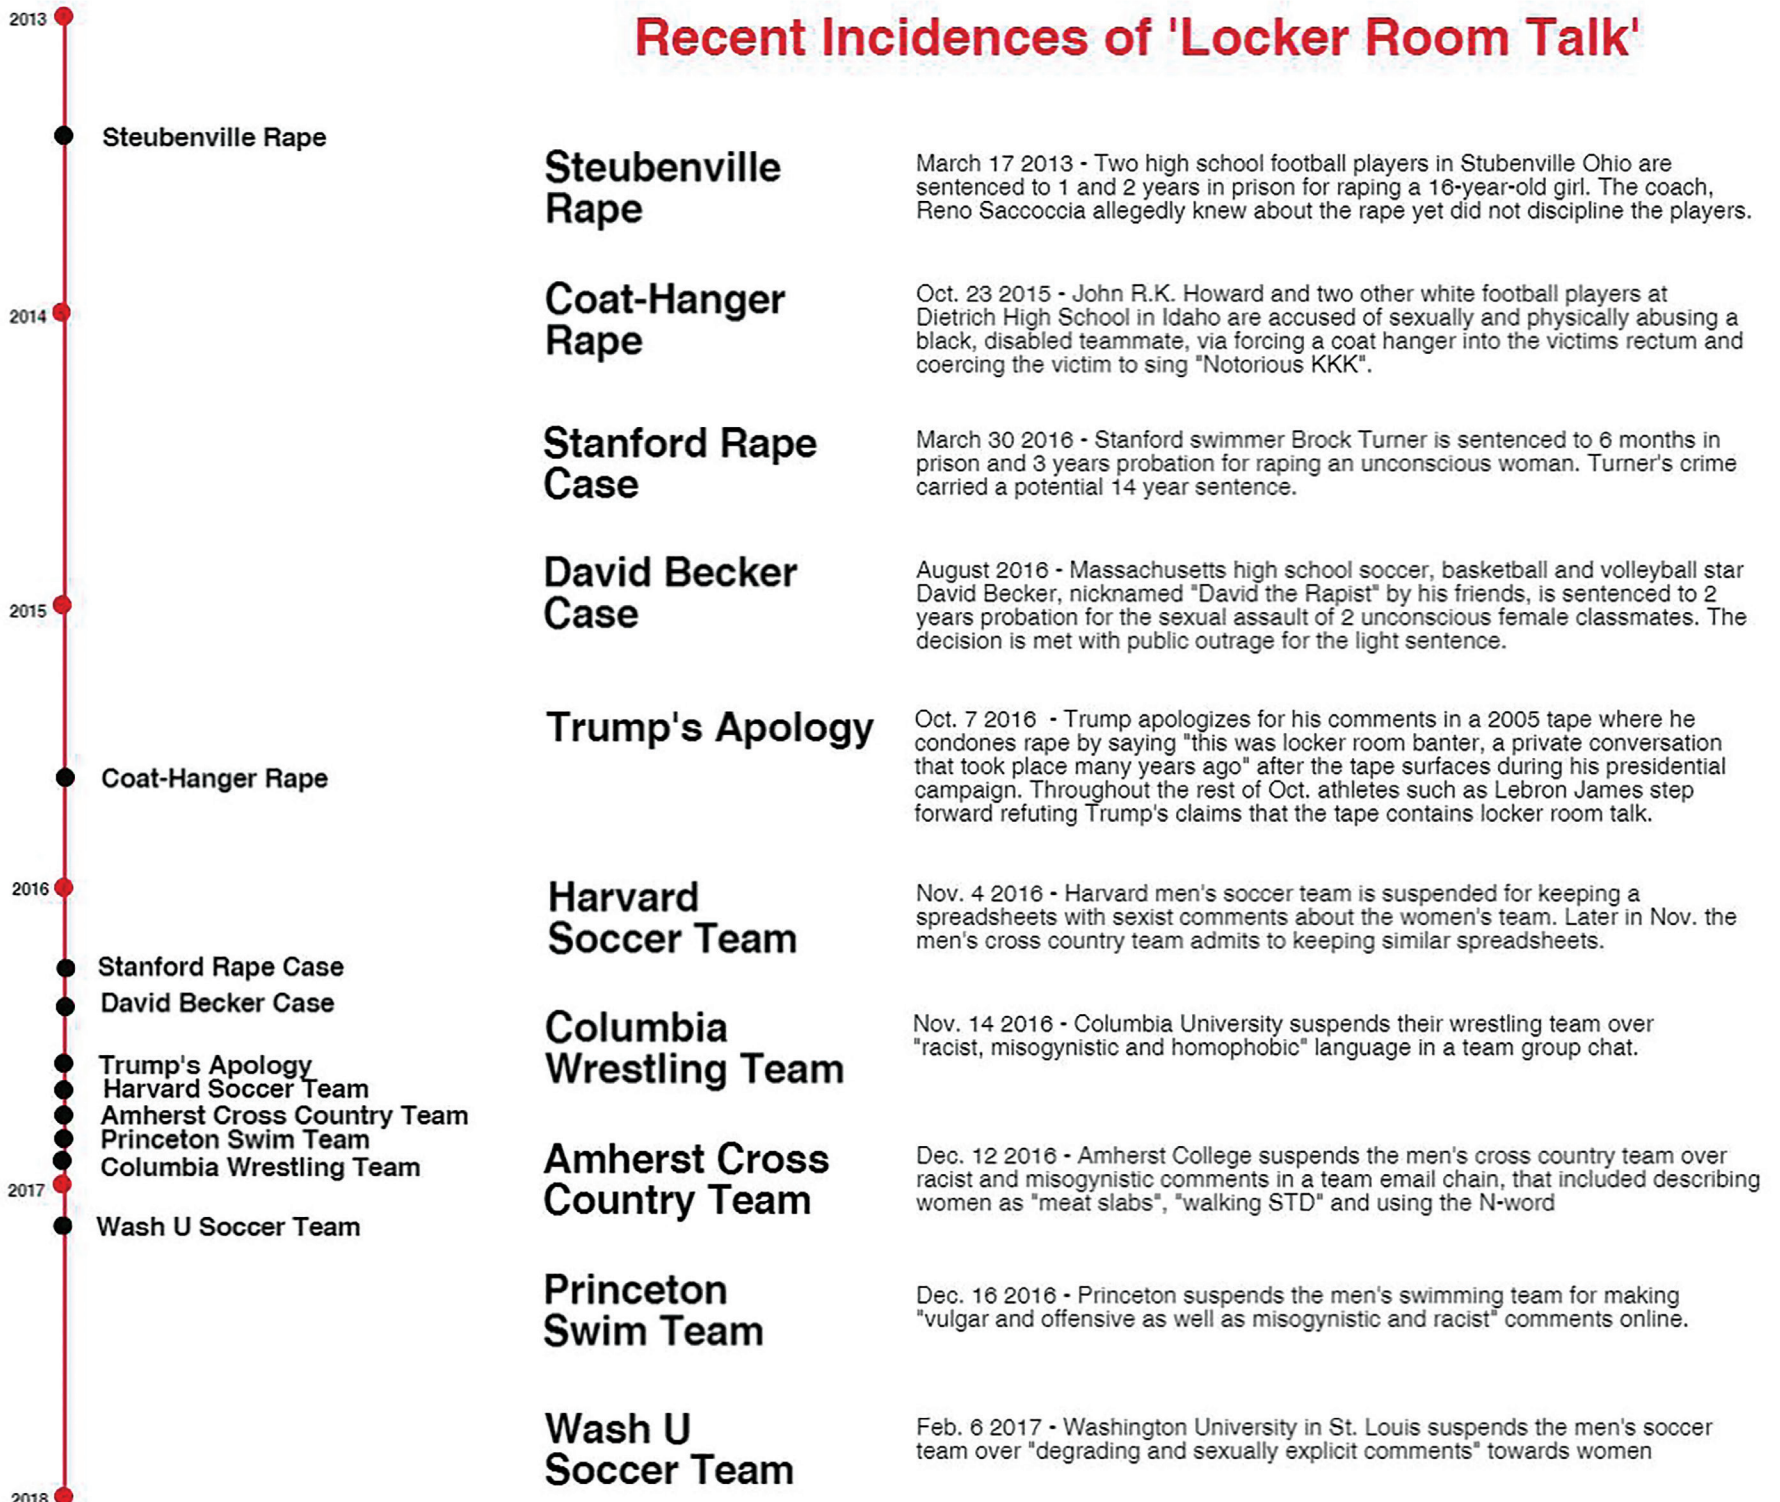 Recent Incidences of 'Locker Room Talk'
2013
Steubenville Rape
2014
2015
Coat-Hanger Rape
2016
Stanford Rape Case
David Becker Case
Trump's Apology
Harvard Soccer Team
Amherst Cross Country Team
Princeton Swim Team
Columbia Wrestling Team
2017
Wash U Soccer Team
2018
Steubenville
Rape
March 17 2013 - Two high school football players in Stubenville Ohio are
sentenced to 1 and 2 years in prison for raping a 16-year-old girl. The coach,
Reno Saccoccia allegedly knew about the rape yet did not discipline the players.
Coat-Hanger
Rape
Oct. 23 2015 - John R.K. Howard and two other white football players at
Dietrich High School in Idaho are accused of sexually and physically abusing a
black, disabled teammate, via forcing a coat hanger into the victims rectum and
coercing the victim to sing "Notorious KKK".
Stanford Rape
Case
March 30 2016 - Stanford swimmer Brock Turner is sentenced to 6 months in
prison and 3 years probation for raping an unconscious woman. Turner's crime
carried a potential 14 year sentence.
David Becker
Case
August 2016 - Massachusetts high school soccer, basketball and volleyball star
David Becker, nicknamed "David the Rapist" by his friends, is sentenced to 2
years probation for the sexual assault of 2 unconscious female classmates. The
decision is met with public outrage for the light sentence.
Trump's Apology
Oct. 7 2016 - Trump apologizes for his comments in a 2005 tape where he
condones rape by saying "this was locker room banter, a private conversation
that took place many years ago" after the tape surfaces during his presidential
campaign. Throughout the rest of Oct. athletes such as Lebron James step
forward refuting Trump's claims that the tape contains locker room talk.
Harvard
Soccer Team
Nov. 4 2016 - Harvard men's soccer team is suspended for keeping a
spreadsheets with sexist comments about the women's team. Later in Nov. the
men's cross country team admits to keeping similar spreadsheets.
Columbia
Wrestling Team
Nov. 14 2016 - Columbia University suspends their wrestling team over
"racist, misogynistic and homophobic" language in a team group chat.
Amherst Cross
Country Team
Dec. 12 2016 - Amherst College suspends the men's cross country team over
racist and misogynistic comments in a team email chain, that included describing
women as "meat slabs", "walking STD" and using the N-word
Princeton
Swim Team
Dec. 16 2016 - Princeton suspends the men's swimming team for making
"vulgar and offensive as well as misogynistic and racist" comments online.
Wash U
Soccer Team
Feb. 6 2017 - Washington University in St. Louis suspends the men's soccer
team over "degrading and sexually explicit comments" towards women